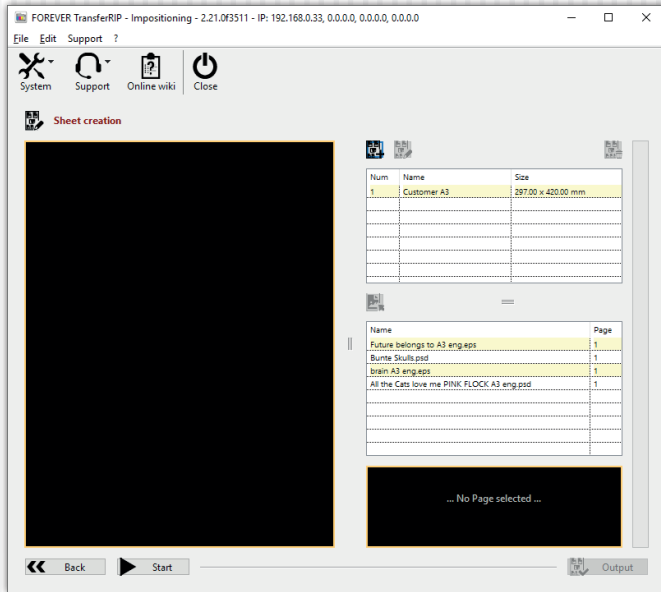 FOREVER TransferRIP - Impositioning - 2.21.0f3511 - IP: 192.168.0.33, 0.0.0.0, 0.0.0.0, 0.0.0.0
File Edit Support ?
System Support Online wiki Close
Sheet creation
Num Name Size
1 Customer A3 297.00 x 420.00 mm
Name Page
Future belongs to A3 eng.eps 1
Bunte Skulls.psd 1
brain A3 eng.eps 1
All the Cats love me PINK FLOCK A3 eng.psd 1
... No Page selected ...
Back Start Output